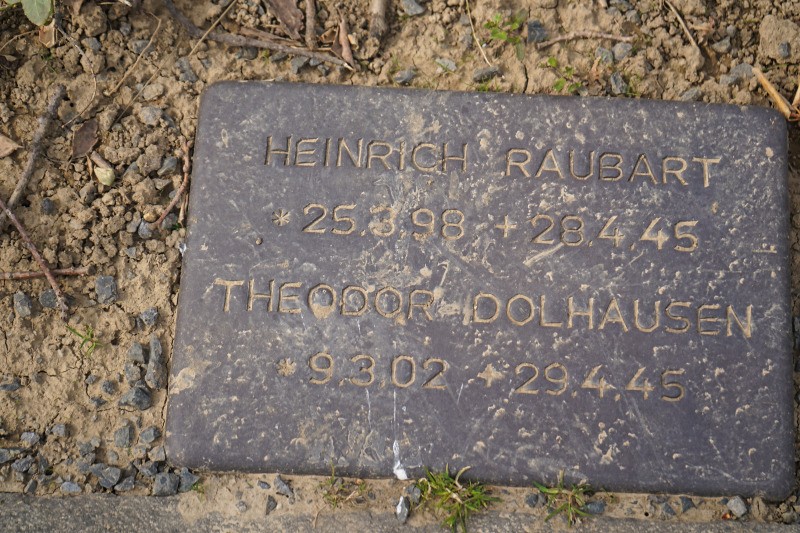 HEINRICH RAUBART
* 25.3.98 + 28.4.45
THEODOR DOLHAUSEN
* 9.3.02 + 29.4.45